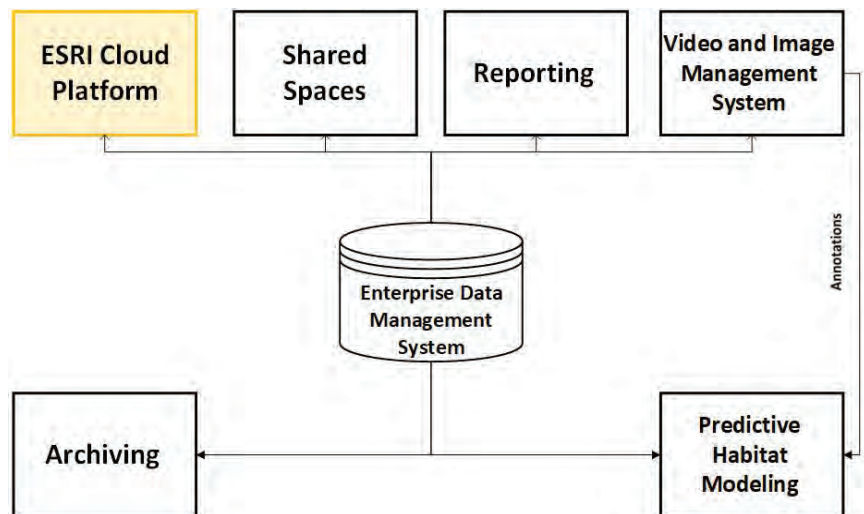 ESRI Cloud
Platform
Shared
Spaces
Reporting
Video and Image
Management
System
Annotations
Enterprise Data
Management
System
Archiving
Predictive
Habitat
Modeling